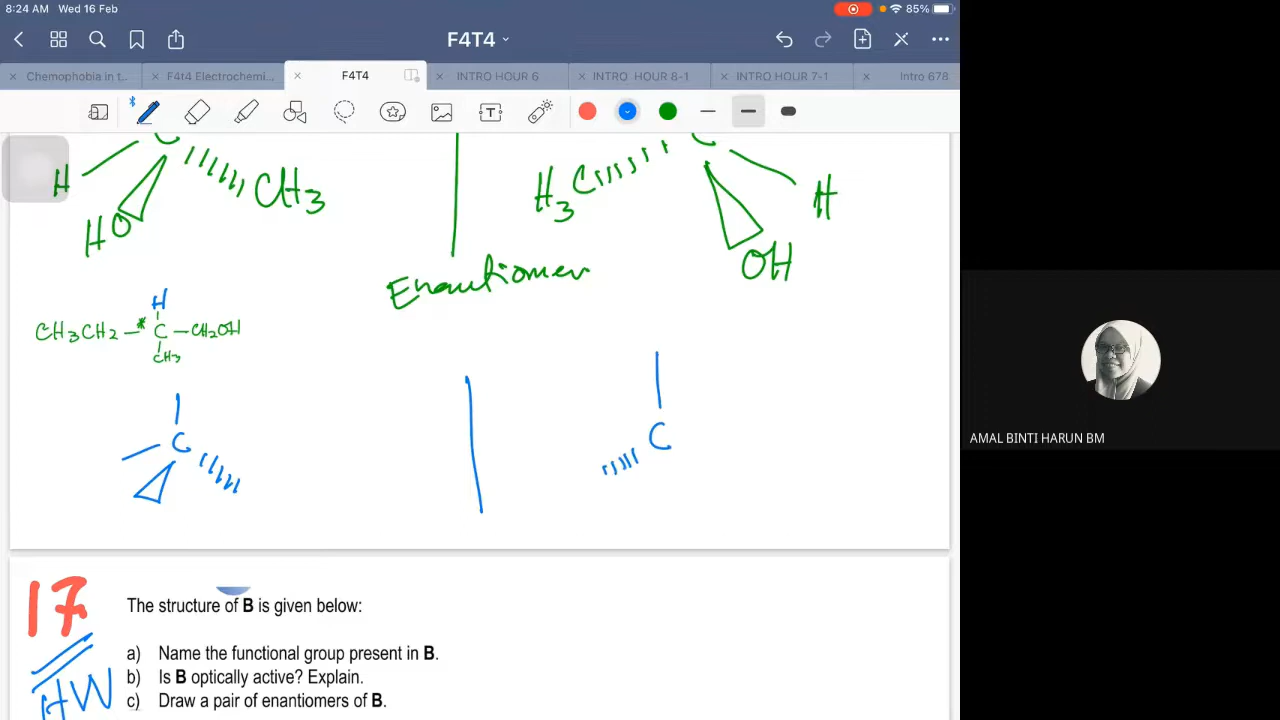 8:24 AM Wed 16 Feb
85%
F4T4
Chemophobia in t...
F4t4 Electrochemi...
F4T4
INTRO HOUR 6
INTRO HOUR 8-1
INTRO HOUR 7-1
Intro 678
T
C
C
H
HO
CH3
H3C
H
OH
Enantiomer
H
CH3CH2 - *C - CH2OH
CH3
C
C
AMAL BINTI HARUN BM
17
HW
The structure of B is given below:
a) Name the functional group present in B.
b) Is B optically active? Explain.
c) Draw a pair of enantiomers of B.